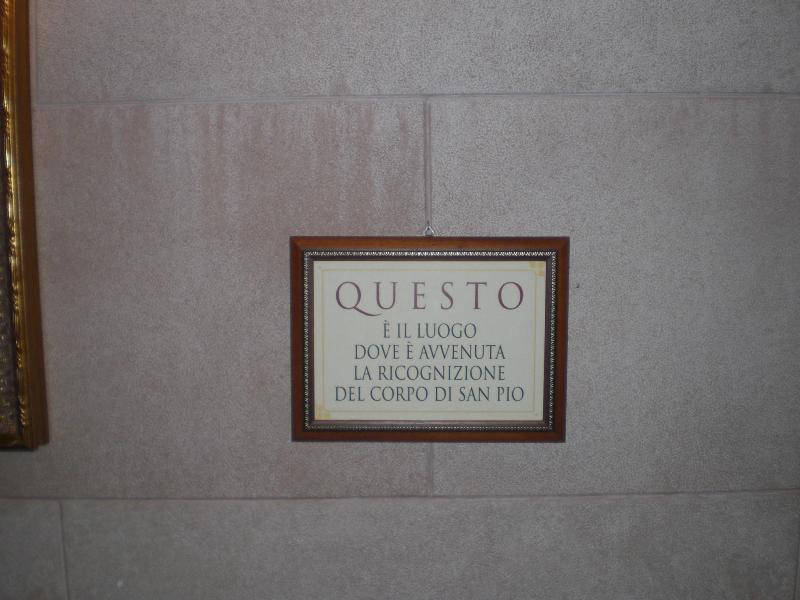 QUESTO
È IL LUOGO
DOVE È AVVENUTA
LA RICOGNIZIONE
DEL CORPO DI SAN PIO